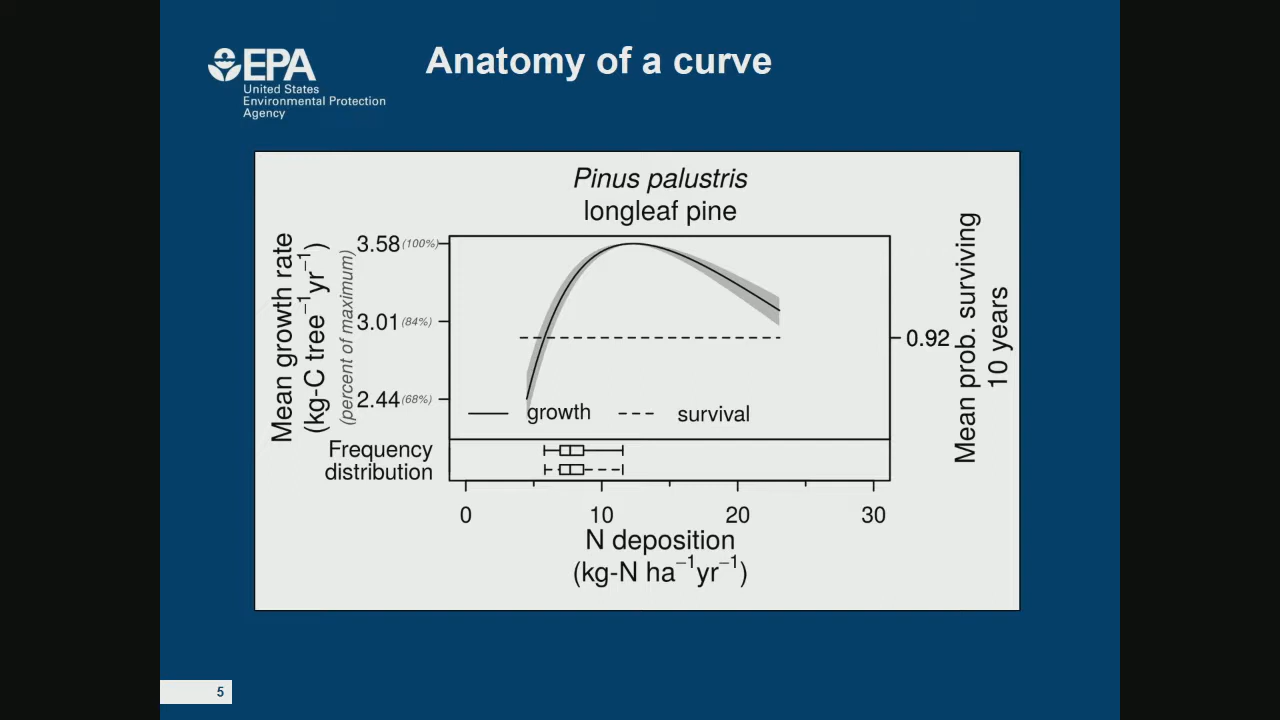 EPA
United States
Environmental Protection
Agency
Anatomy of a curve
Pinus palustris
longleaf pine
Mean growth rate
(kg-C tree⁻¹yr⁻¹)
(percent of maximum)
3.58 (100%)
3.01 (84%)
2.44 (68%)
growth
survival
0.92
Mean prob. surviving
10 years
Frequency
distribution
0 10 20 30
N deposition
(kg-N ha⁻¹yr⁻¹)
5